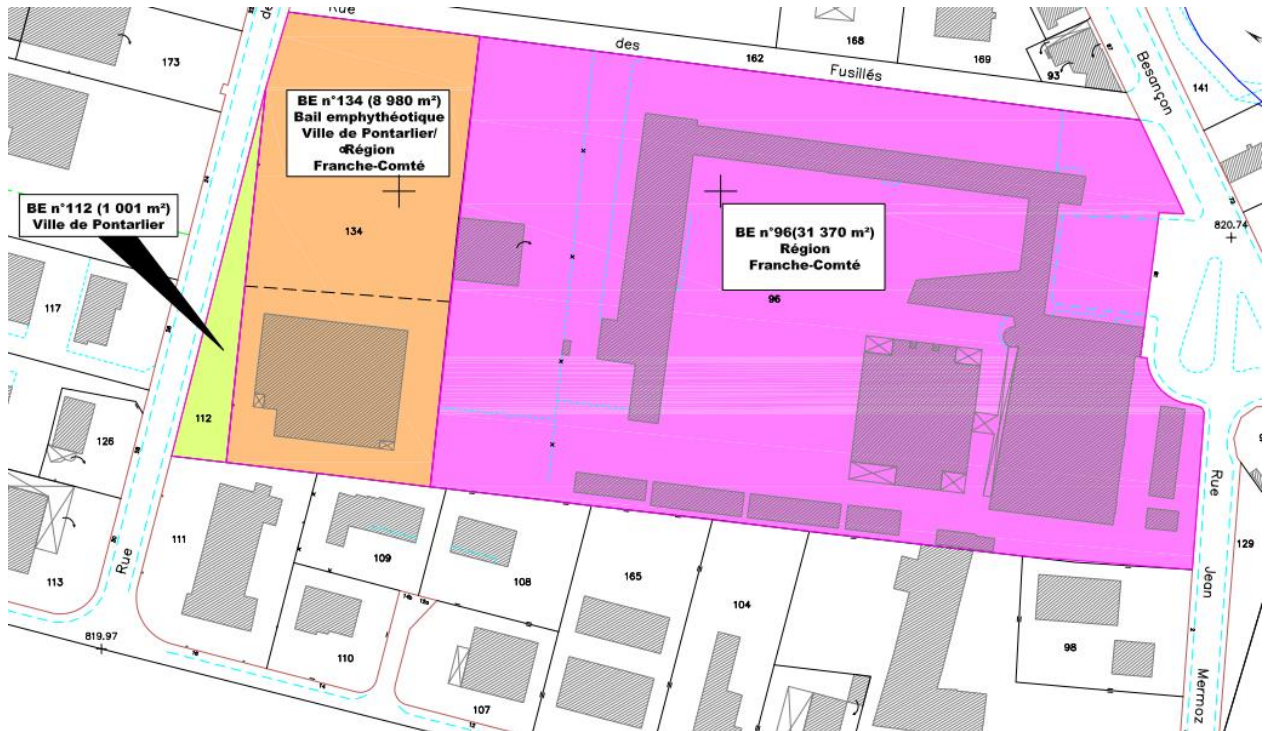 Rue
des
Fusillés
de
Besançon
173
168
162
169
93
97
141
BE n°134 (8 980 m²)
Bail emphythéotique
Ville de Pontarlier/
Région
Franche-Comté
BE n°112 (1 001 m²)
Ville de Pontarlier
134
BE n°96(31 370 m²)
Région
Franche-Comté
96
820.74
117
112
126
113
Rue
111
109
108
110
107
165
104
98
129
819.97
Rue
Jean
Mermoz